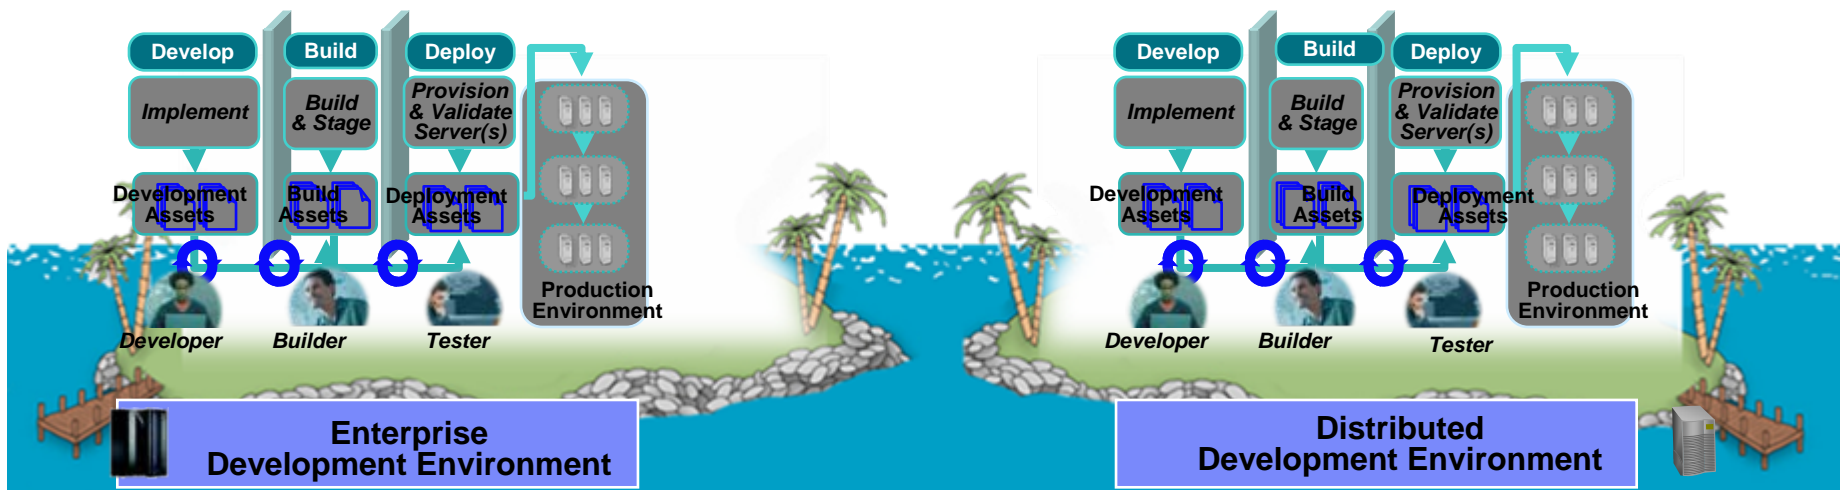 Develop
Build
Deploy
Implement
Build
& Stage
Provision
& Validate
Server(s)
Development
Assets
Build
Assets
Deployment
Assets
Production
Environment
Developer
Builder
Tester
Enterprise
Development Environment
Develop
Build
Deploy
Implement
Build
& Stage
Provision
& Validate
Server(s)
Development
Assets
Build
Assets
Deployment
Assets
Production
Environment
Developer
Builder
Tester
Distributed
Development Environment